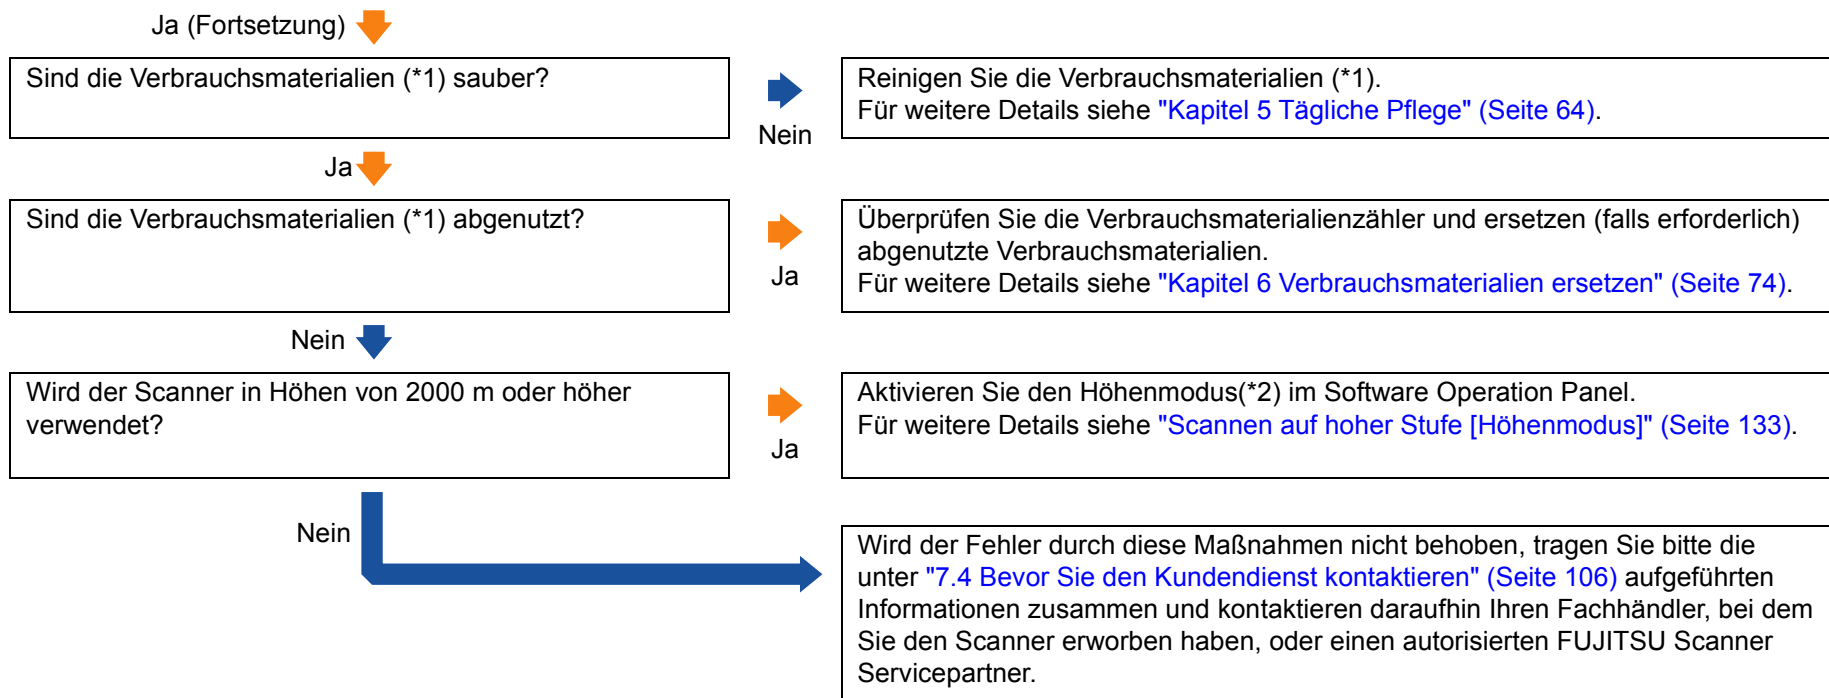 Ja (Fortsetzung)
Sind die Verbrauchsmaterialien (*1) sauber?
Nein
Reinigen Sie die Verbrauchsmaterialien (*1).
Für weitere Details siehe "Kapitel 5 Tägliche Pflege" (Seite 64).
Ja
Sind die Verbrauchsmaterialien (*1) abgenutzt?
Ja
Überprüfen Sie die Verbrauchsmaterialienzähler und ersetzen (falls erforderlich)
abgenutzte Verbrauchsmaterialien.
Für weitere Details siehe "Kapitel 6 Verbrauchsmaterialien ersetzen" (Seite 74).
Nein
Wird der Scanner in Höhen von 2000 m oder höher
verwendet?
Ja
Aktivieren Sie den Höhenmodus(*2) im Software Operation Panel.
Für weitere Details siehe "Scannen auf hoher Stufe [Höhenmodus]" (Seite 133).
Nein
Wird der Fehler durch diese Maßnahmen nicht behoben, tragen Sie bitte die
unter "7.4 Bevor Sie den Kundendienst kontaktieren" (Seite 106) aufgeführten
Informationen zusammen und kontaktieren daraufhin Ihren Fachhändler, bei dem
Sie den Scanner erworben haben, oder einen autorisierten FUJITSU Scanner
Servicepartner.